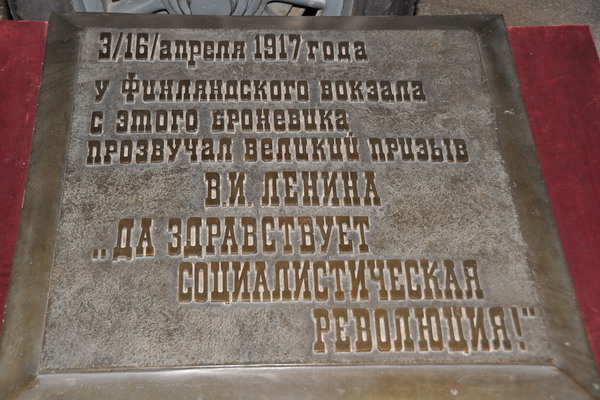 3/16/апреля 1917 года
у Финляндского вокзала
с этого броневика
прозвучал великий призыв
В.И. ЛЕНИНА
„ДА ЗДРАВСТВУЕТ
СОЦИАЛИСТИЧЕСКАЯ
РЕВОЛЮЦИЯ!"